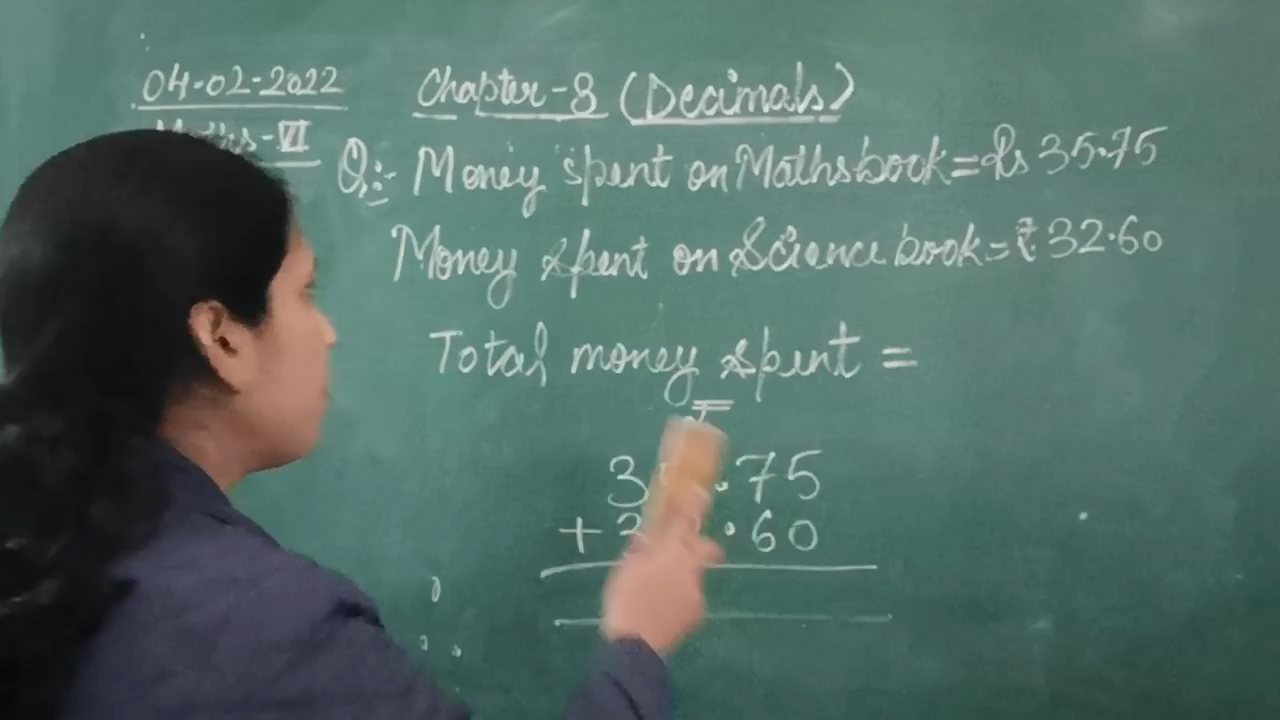 04-02-2022
Chapter-8 (Decimals)
Maths-VI
Q:- Money spent on Maths book = Rs 35.75
Money spent on Science book = ₹ 32.60
Total money spent =
3 .75
+ 3 .60